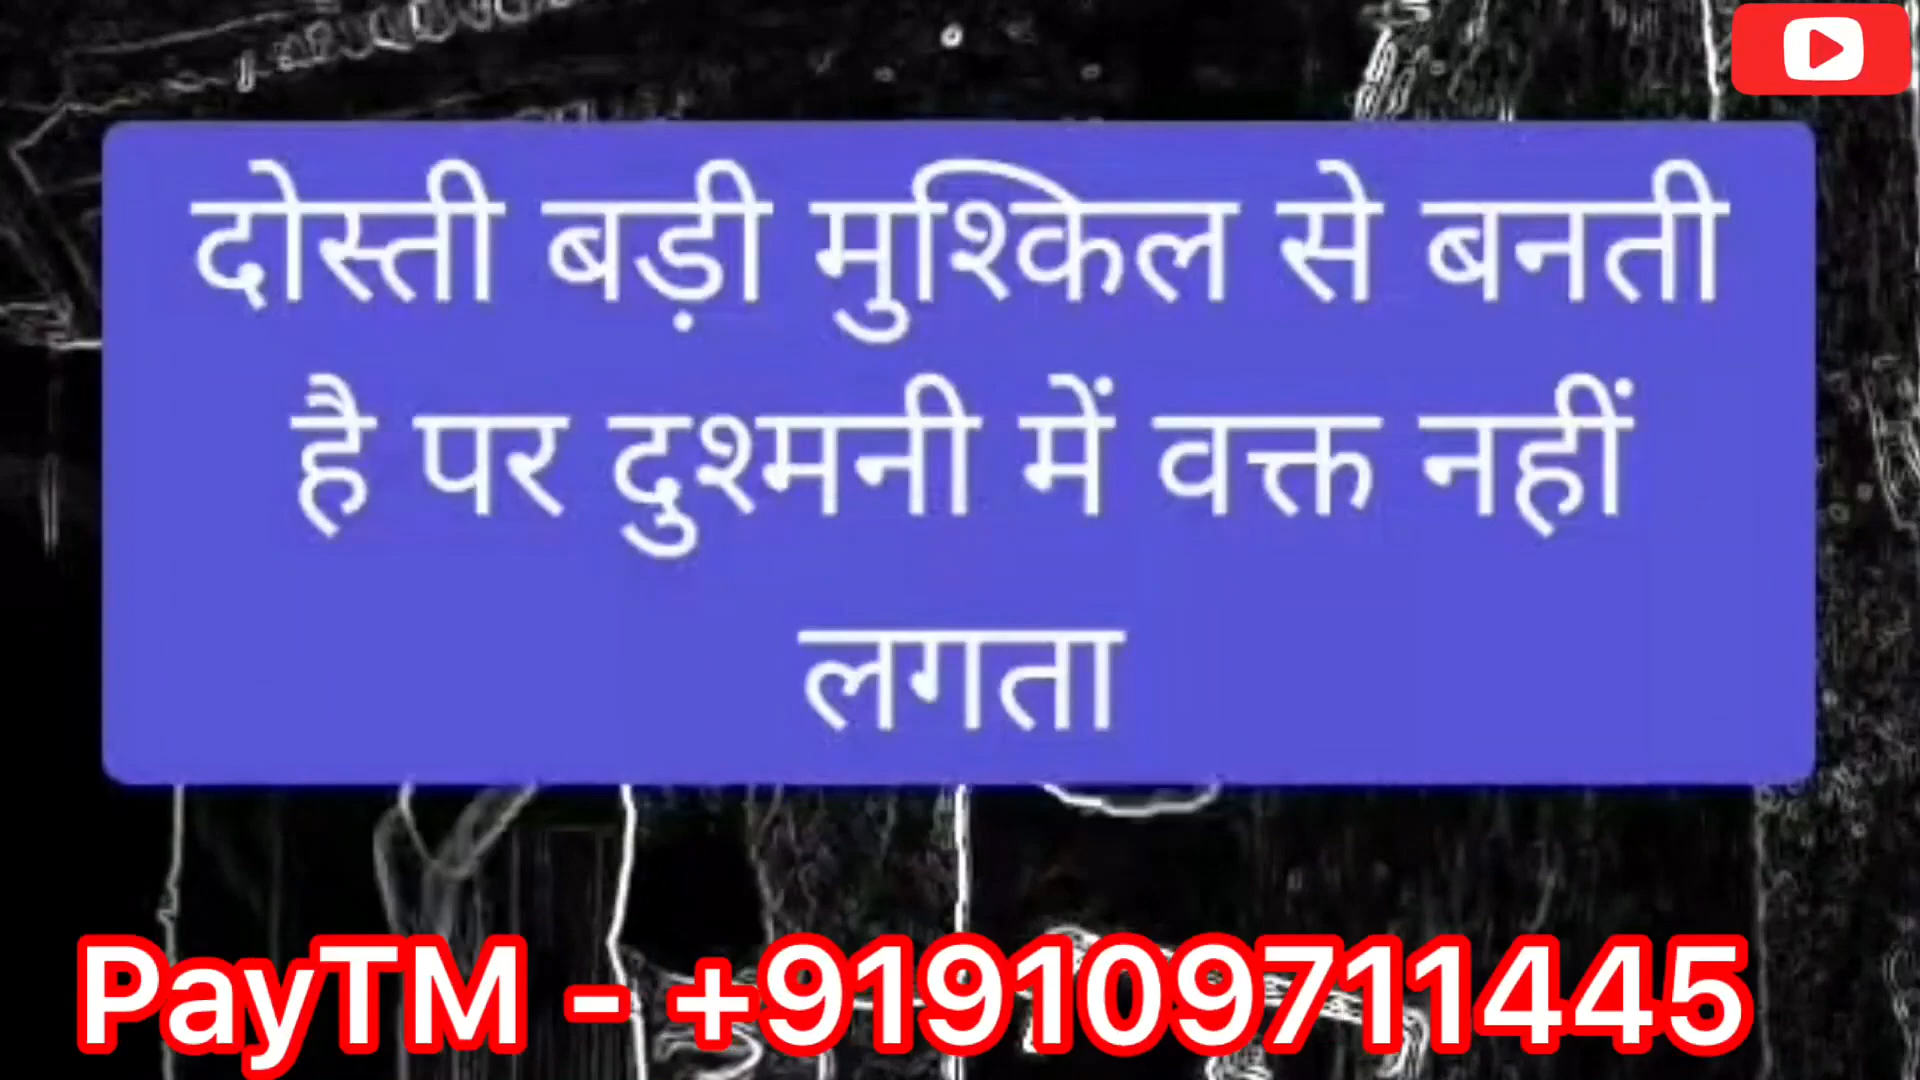 दोस्ती बड़ी मुश्किल से बनती
है पर दुश्मनी में वक्त नहीं
लगता
PayTM - +919109711445